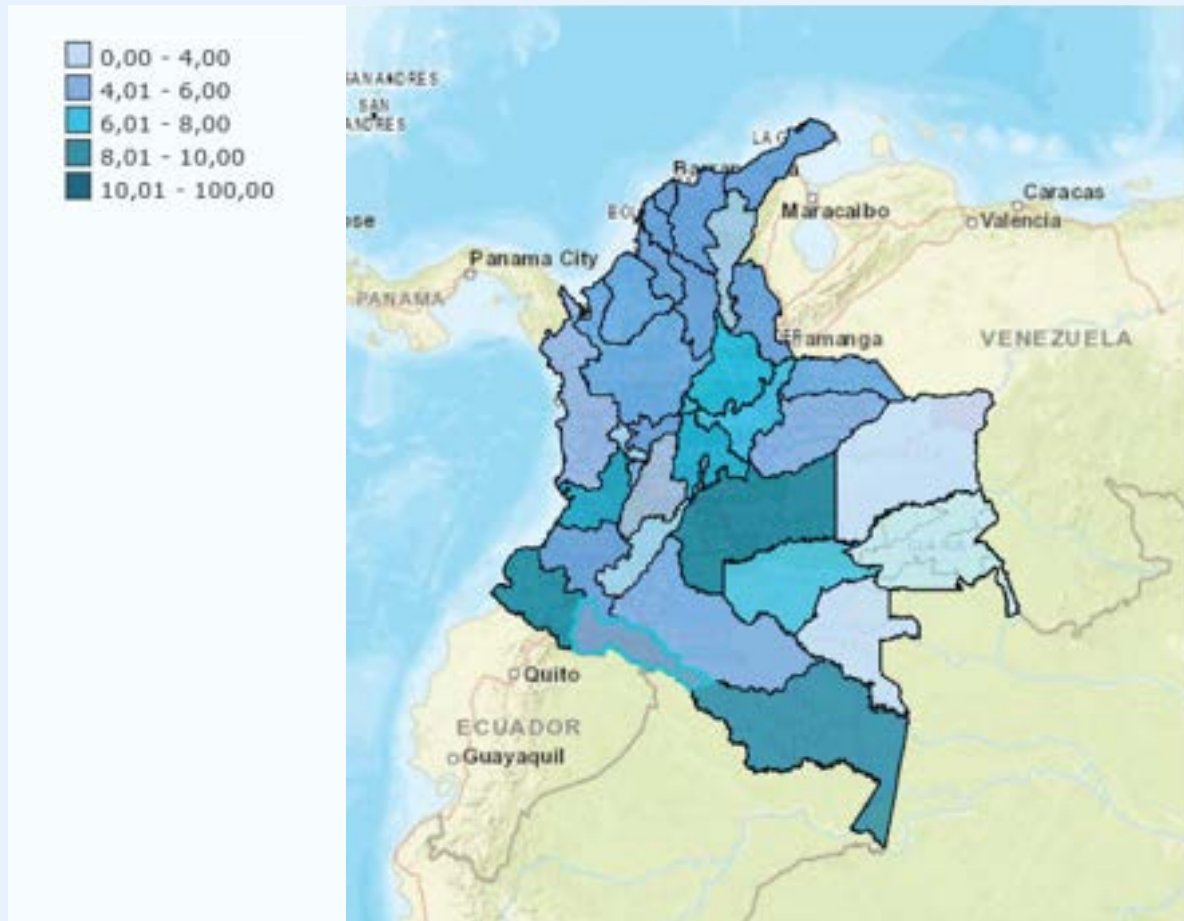 0,00 - 4,00
4,01 - 6,00
6,01 - 8,00
8,01 - 10,00
10,01 - 100,00
SAN
Caracas
Maracaibo
Valencia
Panama City
PANAMA
VENEZUELA
Quito
ECUADOR
Guayaquil